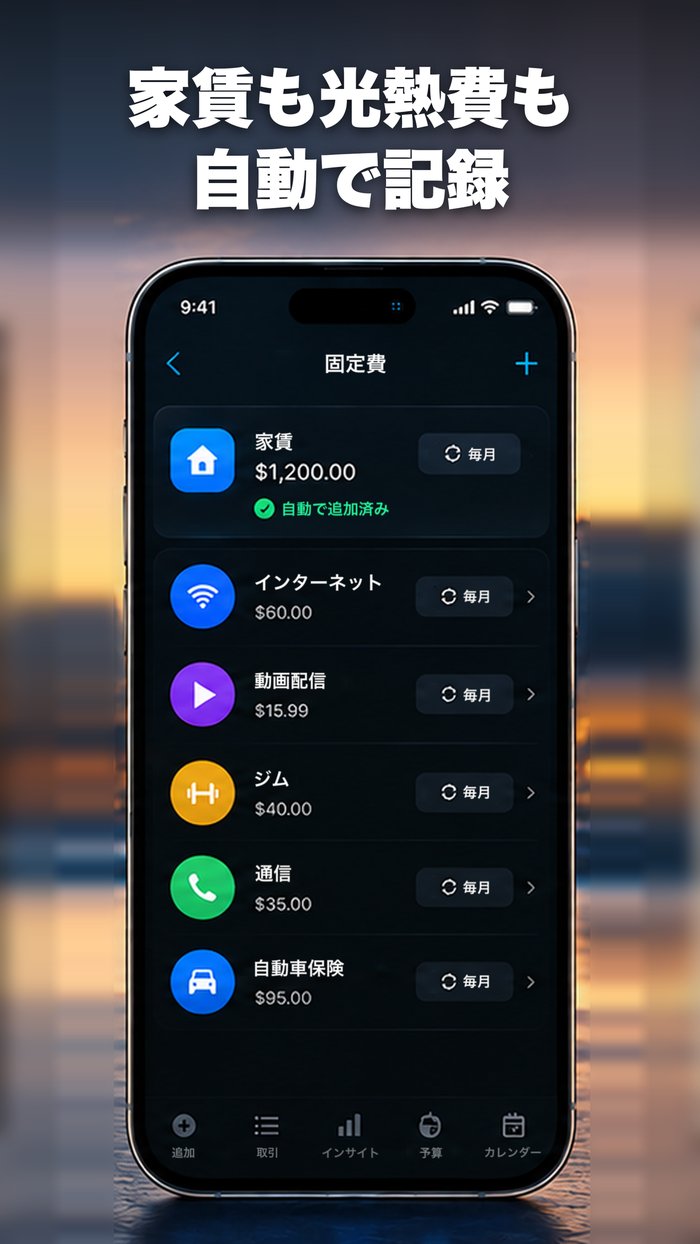 家賃も光熱費も
自動で記録
9:41
固定費
家賃
$1,200.00
毎月
自動で追加済み
インターネット
$60.00
毎月
動画配信
$15.99
毎月
ジム
$40.00
毎月
通信
$35.00
毎月
自動車保険
$95.00
毎月
追加
取引
インサイト
予算
カレンダー